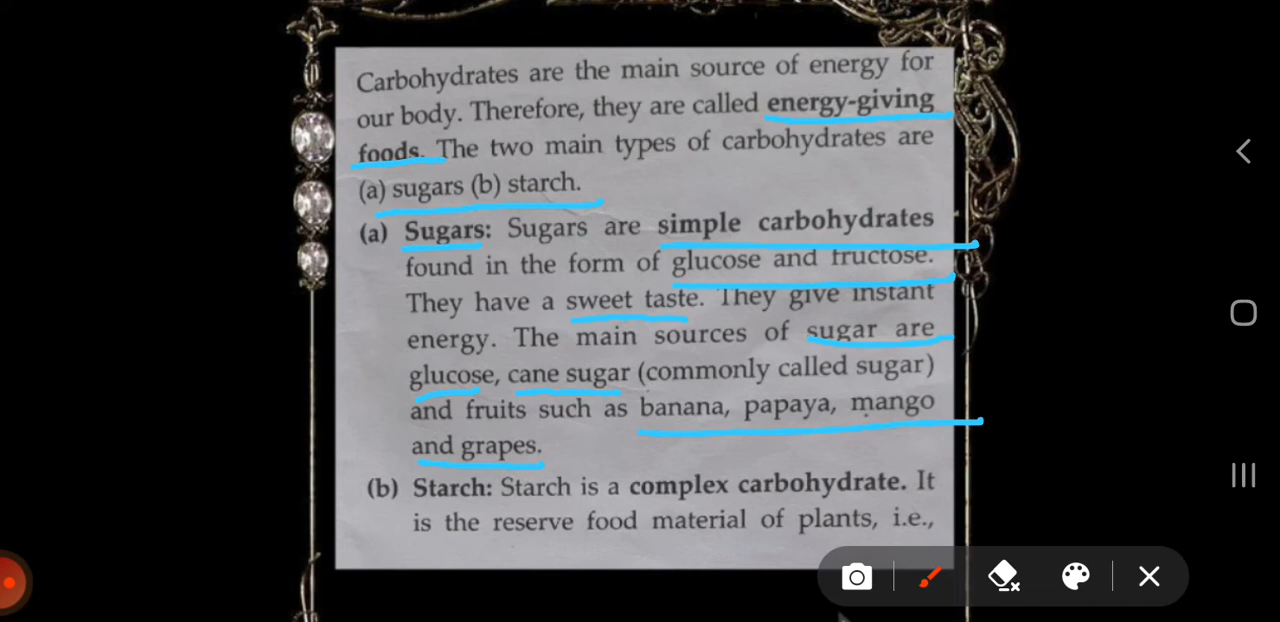 Carbohydrates are the main source of energy for
our body. Therefore, they are called energy-giving
foods. The two main types of carbohydrates are
(a) sugars (b) starch.
(a) Sugars: Sugars are simple carbohydrates
found in the form of glucose and fructose.
They have a sweet taste. They give instant
energy. The main sources of sugar are
glucose, cane sugar (commonly called sugar)
and fruits such as banana, papaya, mango
and grapes.
(b) Starch: Starch is a complex carbohydrate. It
is the reserve food material of plants, i.e.,